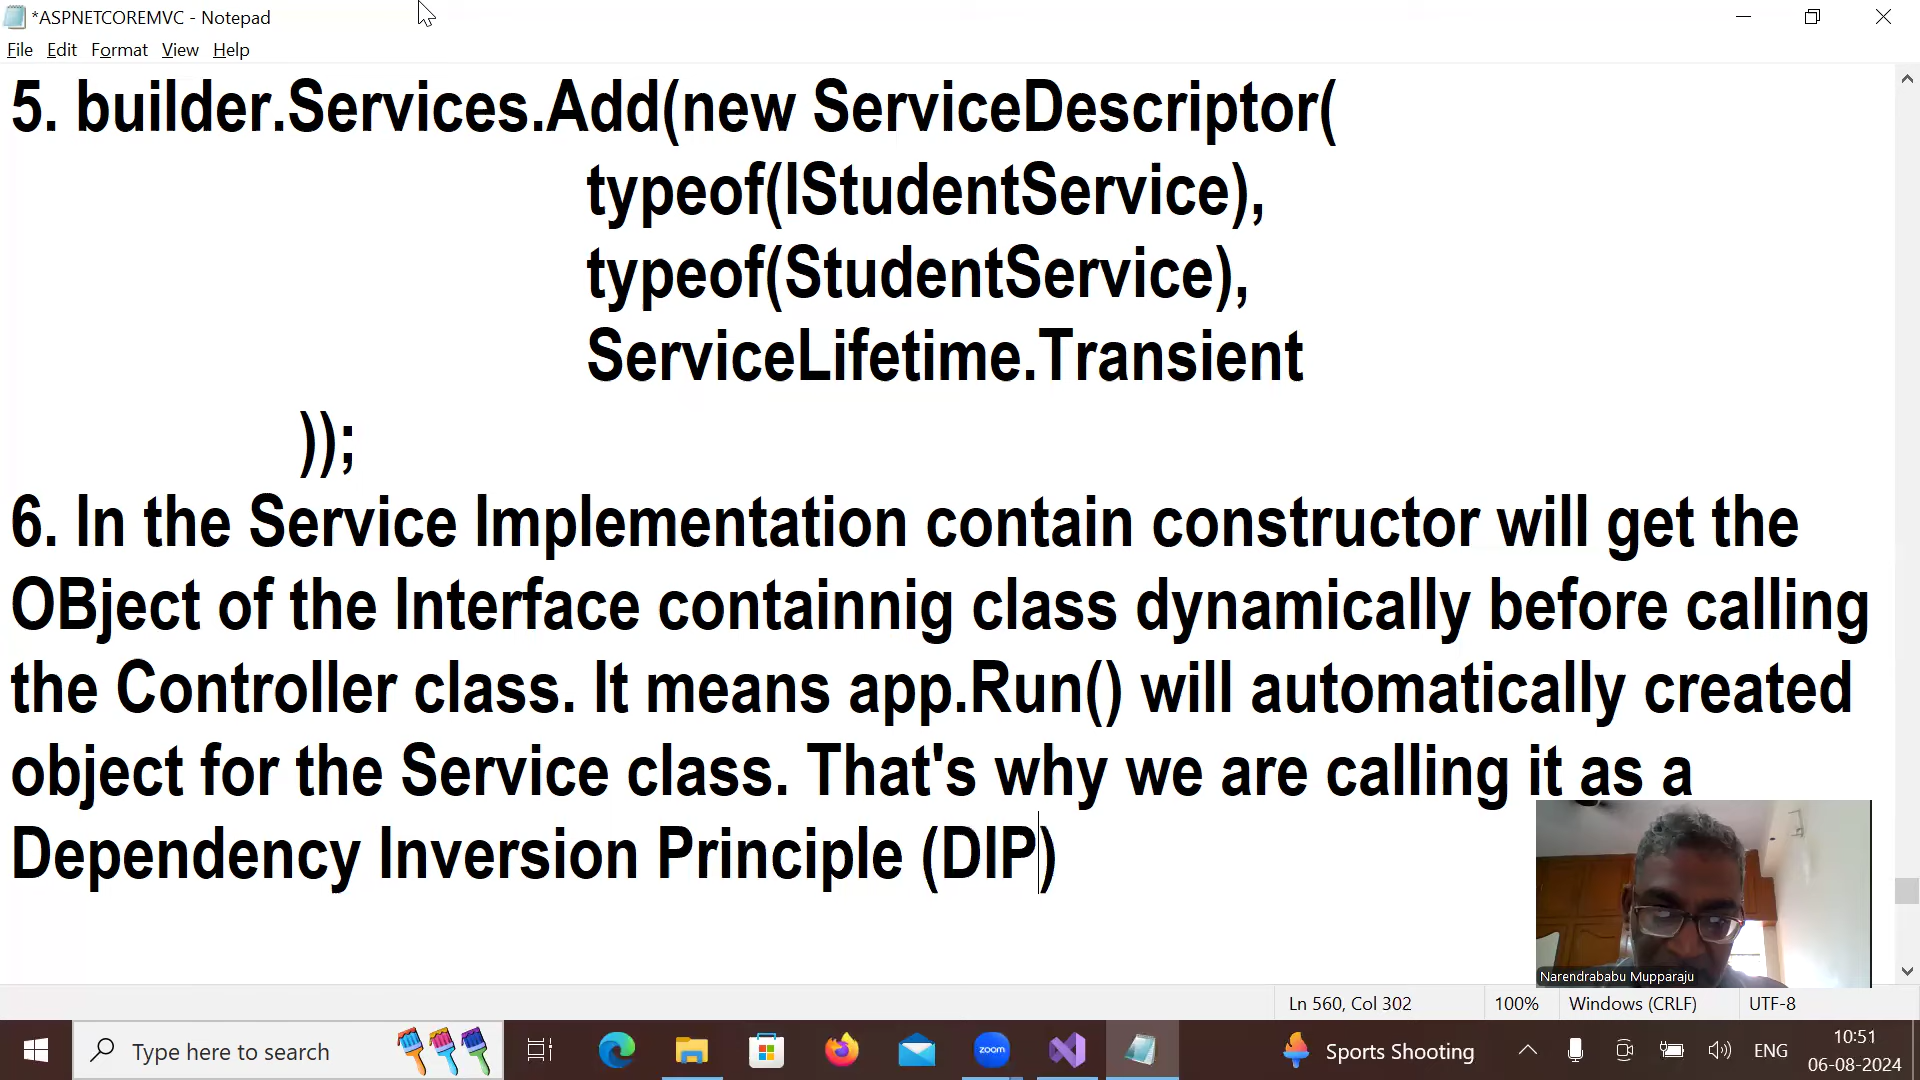 *ASPNETCOREMVC - Notepad
File Edit Format View Help
5. builder.Services.Add(new ServiceDescriptor(
typeof(IStudentService),
typeof(StudentService),
ServiceLifetime.Transient
));
6. In the Service Implementation contain constructor will get the
OBject of the Interface containnig class dynamically before calling
the Controller class. It means app.Run() will automatically created
object for the Service class. That's why we are calling it as a
Dependency Inversion Principle (DIP)
Narendrababu Mupparaju
Ln 560, Col 302 100% Windows (CRLF) UTF-8
Type here to search zoom Sports Shooting ENG 10:51
06-08-2024